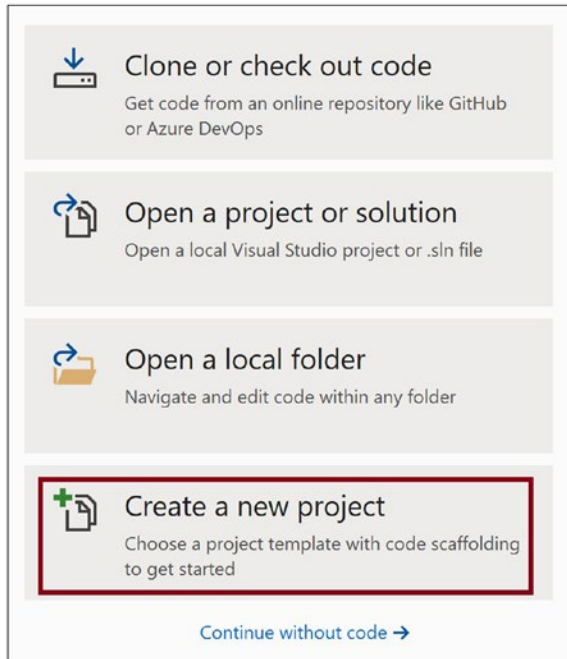 Clone or check out code
Get code from an online repository like GitHub
or Azure DevOps
Open a project or solution
Open a local Visual Studio project or .sln file
Open a local folder
Navigate and edit code within any folder
Create a new project
Choose a project template with code scaffolding
to get started
Continue without code →